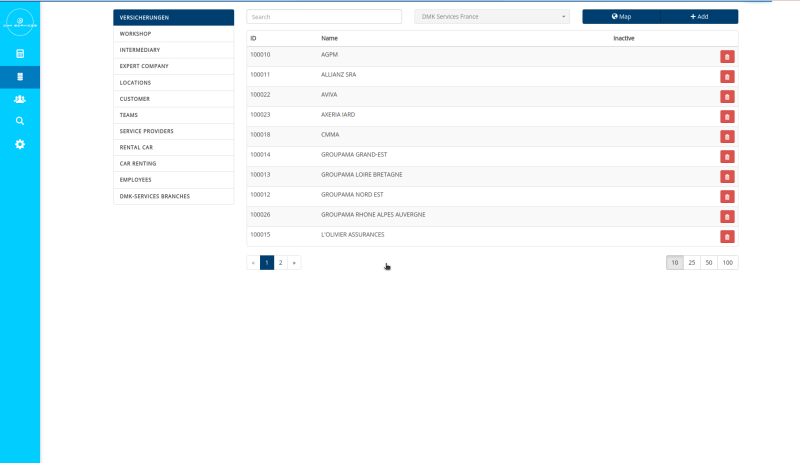 VERSICHERUNGEN
WORKSHOP
INTERMEDIARY
EXPERT COMPANY
LOCATIONS
CUSTOMER
TEAMS
SERVICE PROVIDERS
RENTAL CAR
CAR RENTING
EMPLOYEES
DMK-SERVICES BRANCHES
Search
DMK Services France
Map
+ Add
ID Name Inactive
100010 AGPM
100011 ALLIANZ SRA
100022 AVIVA
100023 AXERIA IARD
100018 CMMA
100014 GROUPAMA GRAND-EST
100013 GROUPAMA LOIRE BRETAGNE
100012 GROUPAMA NORD EST
100026 GROUPAMA RHONE ALPES AUVERGNE
100015 L'OLIVIER ASSURANCES
« 1 2 »
10 25 50 100